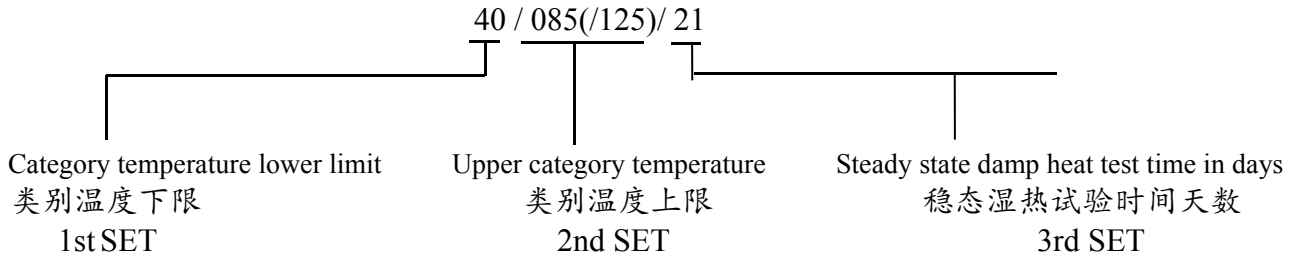 40 / 085(/125)/ 21
Category temperature lower limit Upper category temperature Steady state damp heat test time in days
类别温度下限 类别温度上限 稳态湿热试验时间天数
1st SET 2nd SET 3rd SET